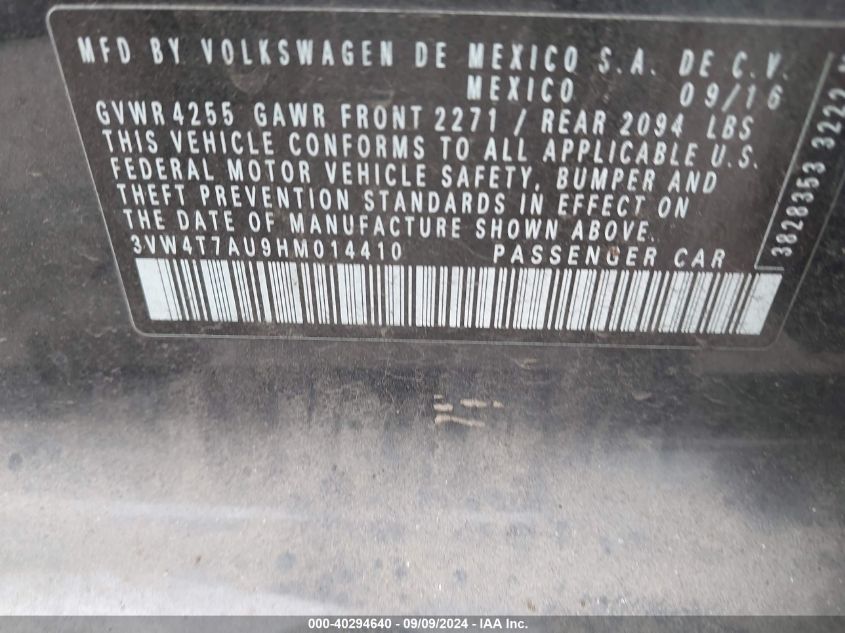 MFD BY VOLKSWAGEN DE MEXICO S.A. DE C.V.
MEXICO 09/16
GVWR 4255 GAWR FRONT 2271 / REAR 2094 LBS
THIS VEHICLE CONFORMS TO ALL APPLICABLE U.S.
FEDERAL MOTOR VEHICLE SAFETY, BUMPER AND
THEFT PREVENTION STANDARDS IN EFFECT ON
THE DATE OF MANUFACTURE SHOWN ABOVE.
3VW4T7AU9HM014410 PASSENGER CAR
3828353 3222
000-40294640 - 09/09/2024 - IAA Inc.